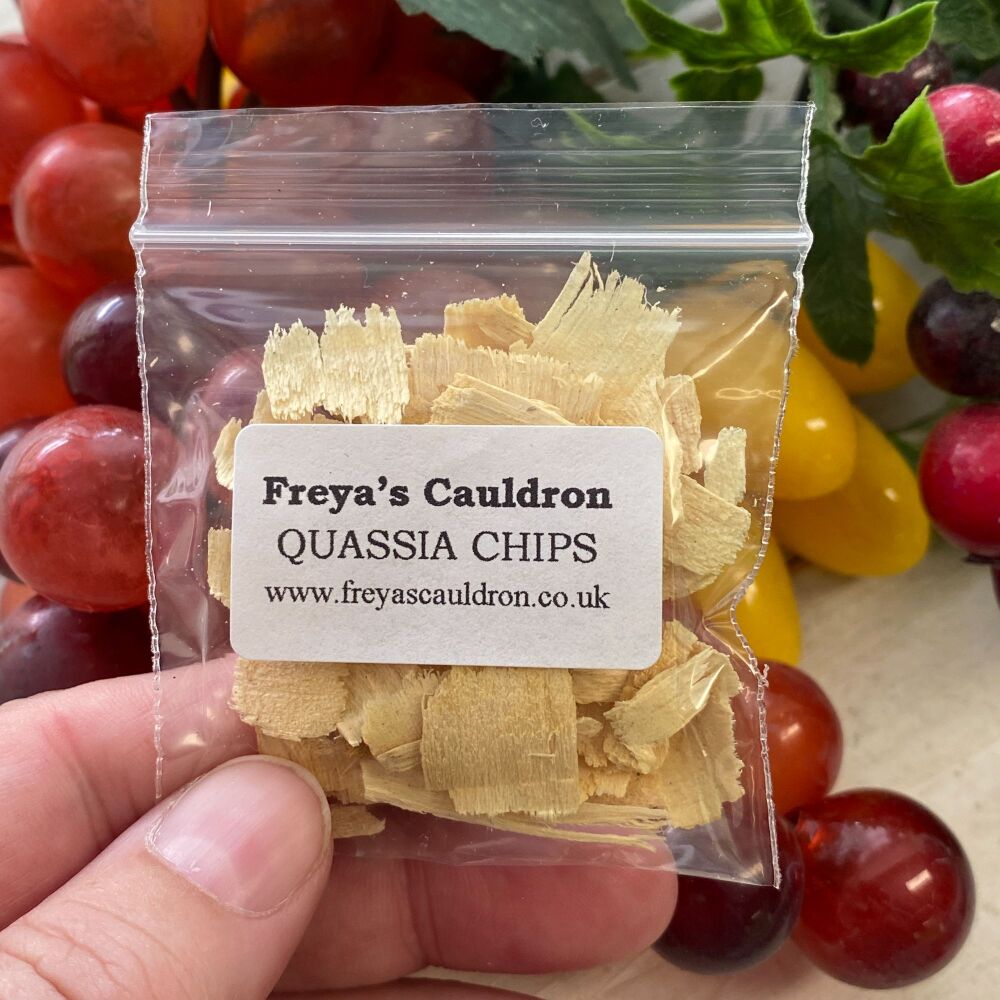 Freya's Cauldron
QUASSIA CHIPS
www.freyascauldron.co.uk